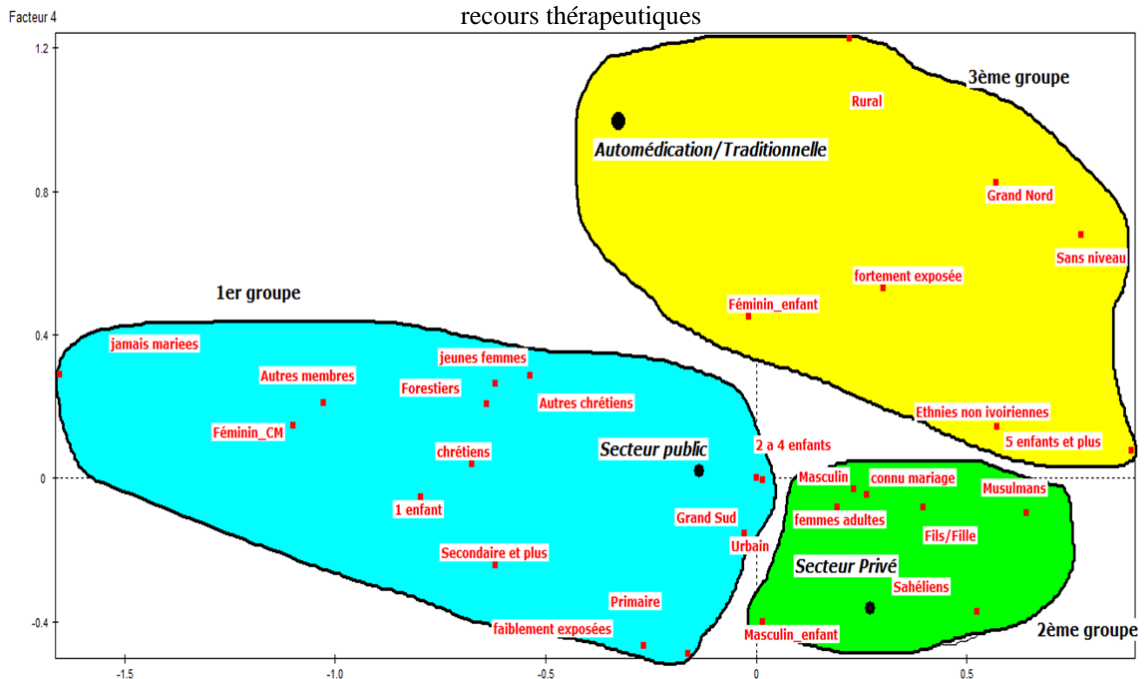 recours thérapeutiques
Facteur 4
1.2
3ème groupe
Rural
Automédication/Traditionnelle
0.8
Grand Nord
Sans niveau
fortement exposée
1er groupe
Féminin_enfant
0.4
jamais mariees
jeunes femmes
Autres membres
Forestiers
Autres chrétiens
Ethnies non ivoiriennes
Féminin_CM
5 enfants et plus
chrétiens
Secteur public
2 a 4 enfants
0
Masculin
connu mariage
Musulmans
1 enfant
Grand Sud
femmes adultes
Fils/Fille
Urbain
Secondaire et plus
Secteur Privé
Sahéliens
Primaire
-0.4
faiblement exposées
Masculin_enfant
2ème groupe
-1.5 -1.0 -0.5 0 0.5